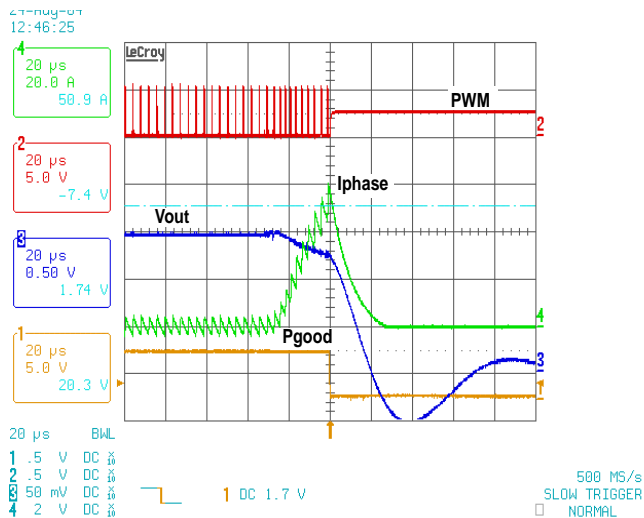 24-Aug-04
12:46:25
4
20 µs
20.0 A
50.9 A
2
20 µs
5.0 V
-7.4 V
3
20 µs
0.50 V
1.74 V
1
20 µs
5.0 V
20.3 V
LeCroy
PWM
2
Iphase
Vout
4
Pgood
3
1
20 µs BWL
1 .5 V DC
2 .5 V DC
3 50 mV DC
4 2 V DC
1 DC 1.7 V
500 MS/s
SLOW TRIGGER
NORMAL